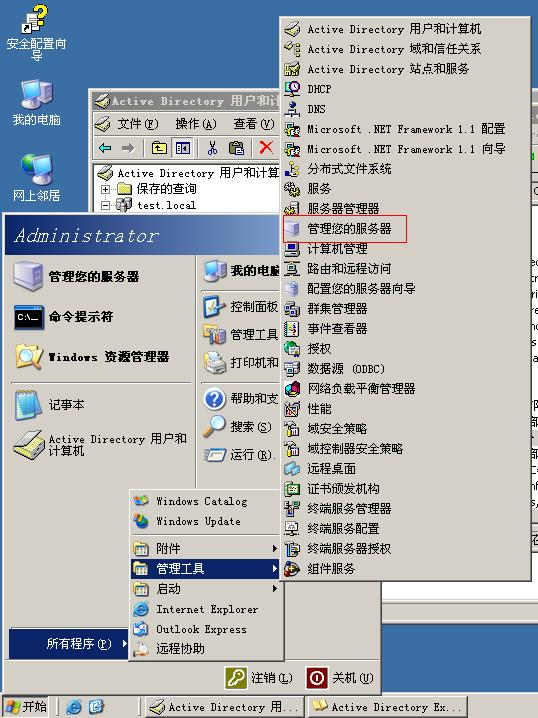 安全配置向
导
我的电脑
网上邻居
Active Directory 用户和计
文件(F) 操作(A) 查看(V)
Active Directory 用户和计算
保存的查询
test.local
Administrator
管理您的服务器
命令提示符
Windows 资源管理器
记事本
Active Directory 用户和
计算机
我的电脑
控制面板
管理工具
打印机和
帮助和支
搜索(S)
运行(R).
Windows Catalog
Windows Update
附件
管理工具
启动
Internet Explorer
Outlook Express
远程协助
所有程序(P)
Active Directory 用户和计算机
Active Directory 域和信任关系
Active Directory 站点和服务
DHCP
DNS
Microsoft .NET Framework 1.1 配置
Microsoft .NET Framework 1.1 向导
分布式文件系统
服务
服务器管理器
管理您的服务器
计算机管理
路由和远程访问
配置您的服务器向导
群集管理器
事件查看器
授权
数据源 (ODBC)
网络负载平衡管理器
性能
域安全策略
域控制器安全策略
远程桌面
证书颁发机构
终端服务管理器
终端服务配置
终端服务器授权
组件服务
注销(L) 关机(U)
开始
Active Directory 用...
Active Directory Ex...